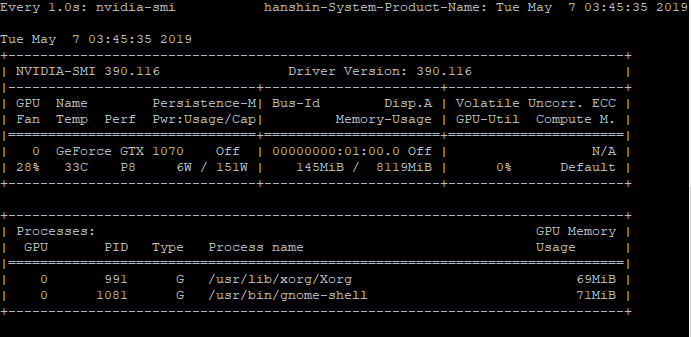 Every 1.0s: nvidia-smi            hanshin-System-Product-Name: Tue May  7 03:45:35 2019

Tue May  7 03:45:35 2019
+-----------------------------------------------------------------------------+
| NVIDIA-SMI 390.116                Driver Version: 390.116                   |
|-------------------------------+----------------------+----------------------+
| GPU  Name        Persistence-M| Bus-Id        Disp.A | Volatile Uncorr. ECC |
| Fan  Temp  Perf  Pwr:Usage/Cap|         Memory-Usage | GPU-Util  Compute M. |
|===============================+======================+======================|
|   0  GeForce GTX 1070    Off  | 00000000:01:00.0 Off |                  N/A |
| 28%   33C    P8     6W / 151W |    145MiB /  8119MiB |      0%      Default |
+-------------------------------+----------------------+----------------------+

+-----------------------------------------------------------------------------+
| Processes:                                                       GPU Memory |
|  GPU       PID   Type   Process name                             Usage      |
|=============================================================================|
|    0       991      G   /usr/lib/xorg/Xorg                            69MiB |
|    0      1081      G   /usr/bin/gnome-shell                          71MiB |
+-----------------------------------------------------------------------------+